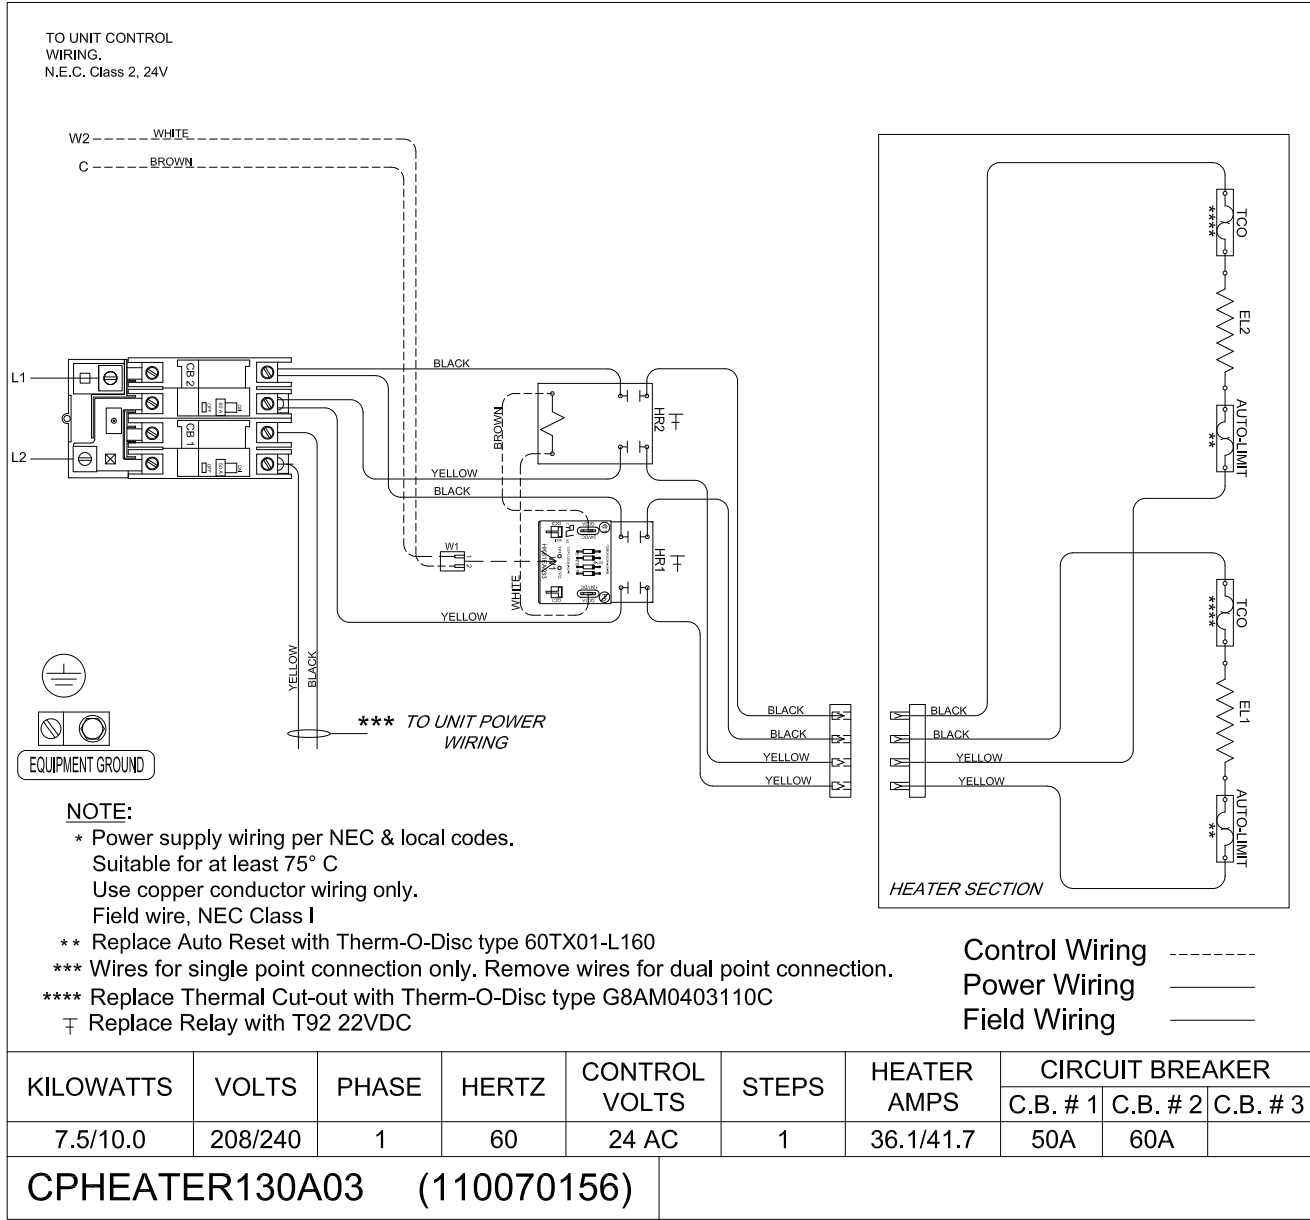 TO UNIT CONTROL
WIRING.
N.E.C. Class 2, 24V
W2
WHITE
C
BROWN
L1
L2
CB 2
CB 1
BLACK
BROWN
YELLOW
BLACK
HR2
W1
1
2
WHITE
HR1
YELLOW
YELLOW
BLACK
*** TO UNIT POWER
WIRING
EQUIPMENT GROUND
BLACK
BLACK
YELLOW
YELLOW
BLACK
BLACK
YELLOW
YELLOW
TCO
****
EL2
AUTO-LIMIT
**
TCO
****
EL1
AUTO-LIMIT
**
HEATER SECTION
NOTE:
* Power supply wiring per NEC & local codes.
Suitable for at least 75° C
Use copper conductor wiring only.
Field wire, NEC Class I
** Replace Auto Reset with Therm-O-Disc type 60TX01-L160
*** Wires for single point connection only. Remove wires for dual point connection.
**** Replace Thermal Cut-out with Therm-O-Disc type G8AM0403110C
Replace Relay with T92 22VDC
Control Wiring
Power Wiring
Field Wiring
KILOWATTS VOLTS PHASE HERTZ CONTROL VOLTS STEPS HEATER AMPS CIRCUIT BREAKER
C.B. # 1 C.B. # 2 C.B. # 3
7.5/10.0 208/240 1 60 24 AC 1 36.1/41.7 50A 60A
CPHEATER130A03 (110070156)